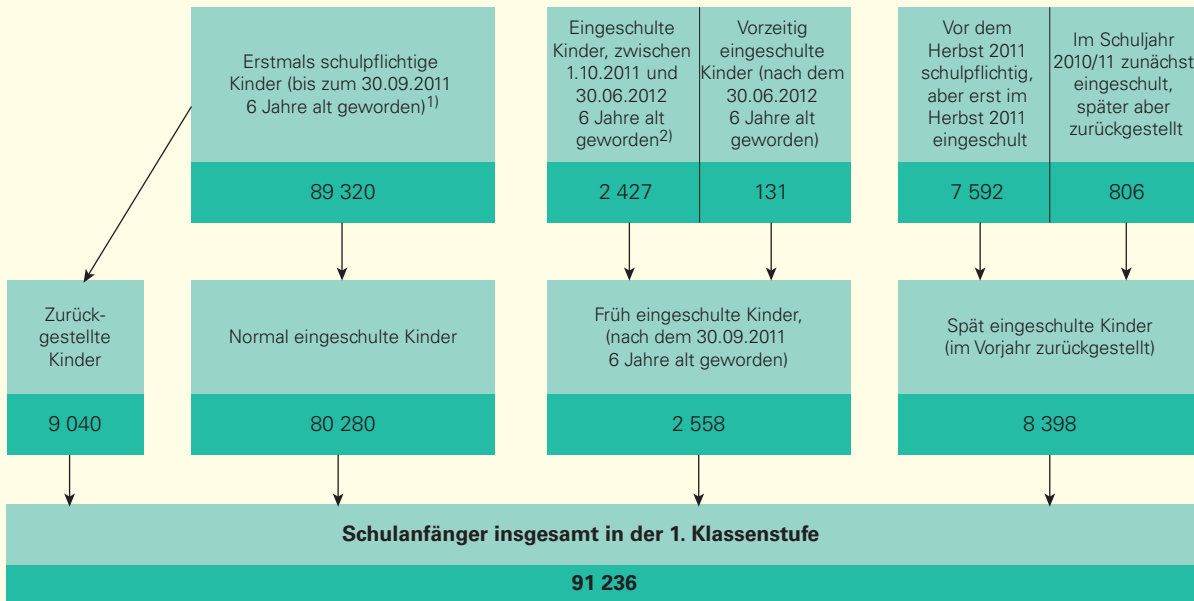 Erstmals schulpflichtige
Kinder (bis zum 30.09.2011
6 Jahre alt geworden)1)
89 320
Eingeschulte
Kinder, zwischen
1.10.2011 und
30.06.2012
6 Jahre alt
geworden2)
2 427
Vorzeitig
eingeschulte
Kinder (nach dem
30.06.2012
6 Jahre alt
geworden)
131
Vor dem
Herbst 2011
schulpflichtig,
aber erst im
Herbst 2011
eingeschult
7 592
Im Schuljahr
2010/11 zunächst
eingeschult,
später aber
zurückgestellt
806
Zurück-
gestellte
Kinder
9 040
Normal eingeschulte Kinder
80 280
Früh eingeschulte Kinder,
(nach dem 30.09.2011
6 Jahre alt geworden)
2 558
Spät eingeschulte Kinder
(im Vorjahr zurückgestellt)
8 398
Schulanfänger insgesamt in der 1. Klassenstufe
91 236